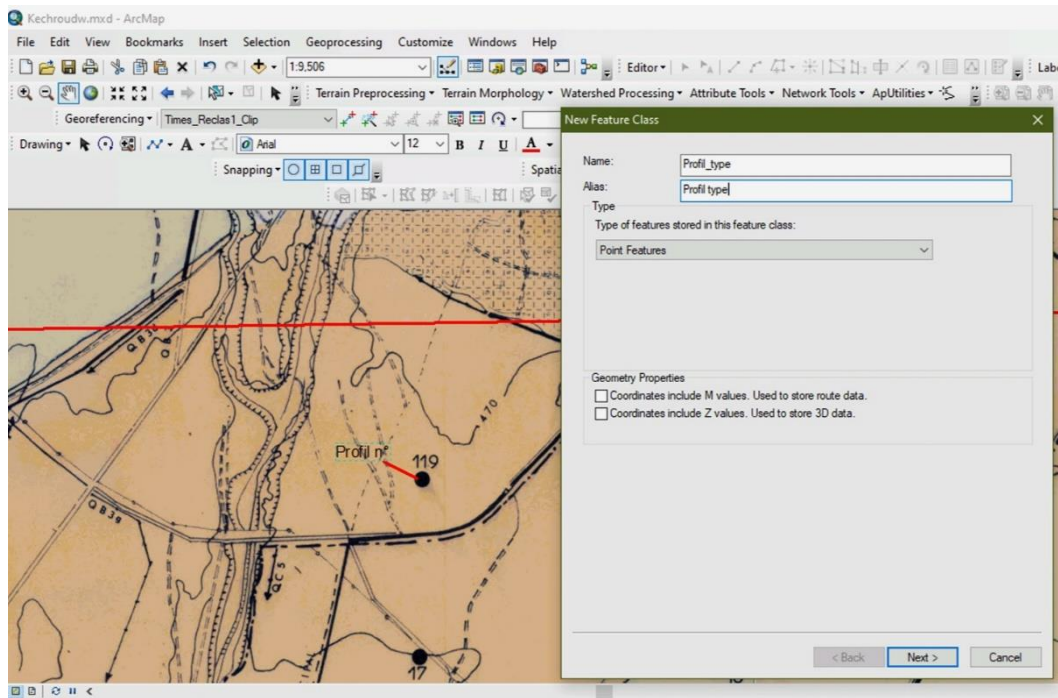 Kechroudw.mxd - ArcMap
File Edit View Bookmarks Insert Selection Geoprocessing Customize Windows Help
1:9,506
Editor
Lab
Terrain Preprocessing Terrain Morphology Watershed Processing Attribute Tools Network Tools ApUtilities
Georeferencing Times_Reclas1_Clip
Drawing A Arial 12 B I U A
Snapping
Spatia
New Feature Class
Name: Profil_type
Alias: Profil type
Type
Type of features stored in this feature class:
Point Features
Geometry Properties
Coordinates include M values. Used to store route data.
Coordinates include Z values. Used to store 3D data.
< Back Next > Cancel
470
Profil n°
119
QB39
QC5
17